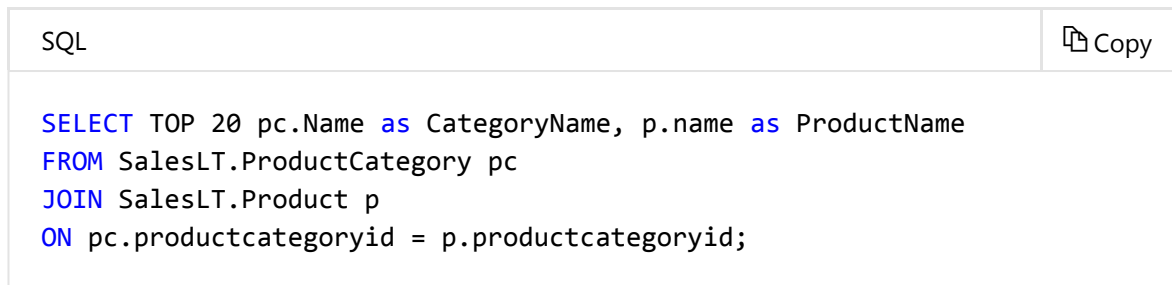 SQL
Copy
SELECT TOP 20 pc.Name as CategoryName, p.name as ProductName
FROM SalesLT.ProductCategory pc
JOIN SalesLT.Product p
ON pc.productcategoryid = p.productcategoryid;